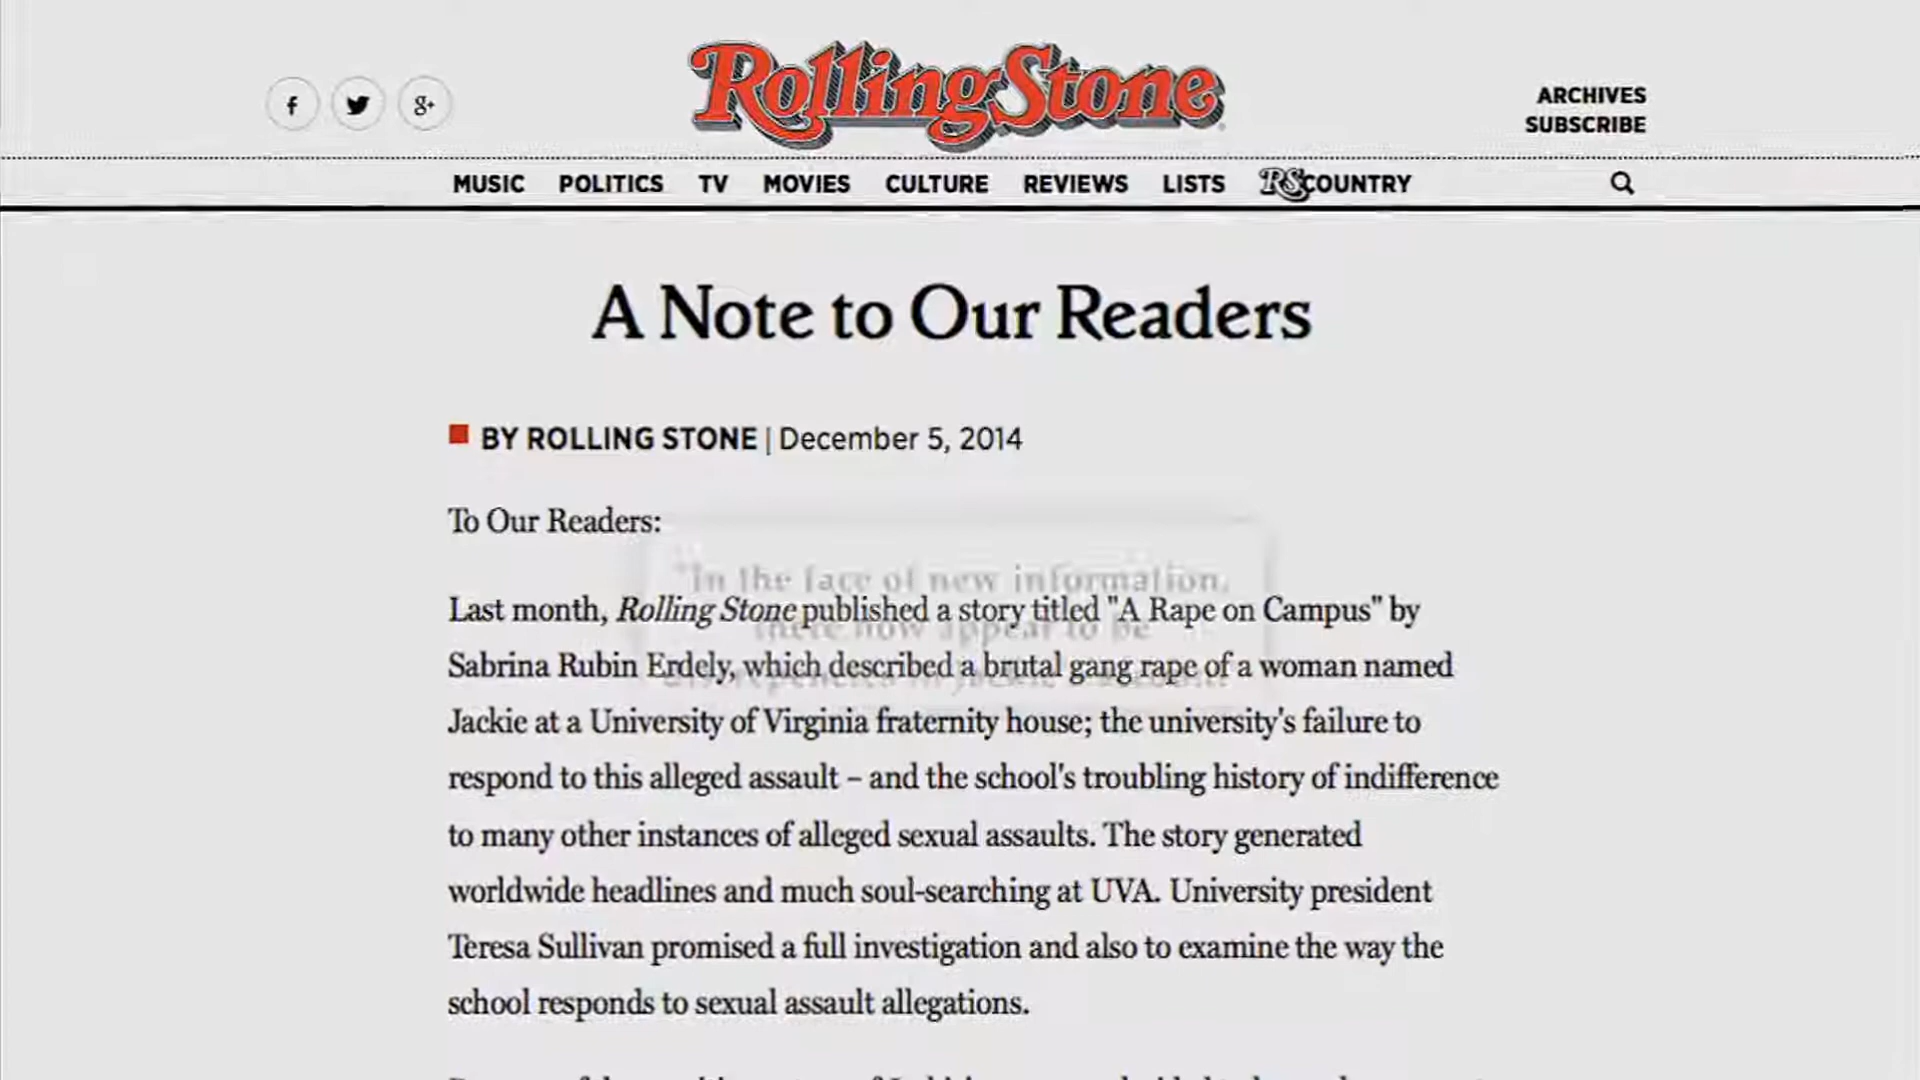 f
g+
RollingStone
ARCHIVES
SUBSCRIBE
MUSIC POLITICS TV MOVIES CULTURE REVIEWS LISTS RS COUNTRY
A Note to Our Readers
BY ROLLING STONE | December 5, 2014
To Our Readers:
"In the face of new information,
Last month, Rolling Stone published a story titled "A Rape on Campus" by
there now appear to be
Sabrina Rubin Erdely, which described a brutal gang rape of a woman named
Jackie at a University of Virginia fraternity house; the university's failure to
respond to this alleged assault – and the school's troubling history of indifference
to many other instances of alleged sexual assaults. The story generated
worldwide headlines and much soul-searching at UVA. University president
Teresa Sullivan promised a full investigation and also to examine the way the
school responds to sexual assault allegations.